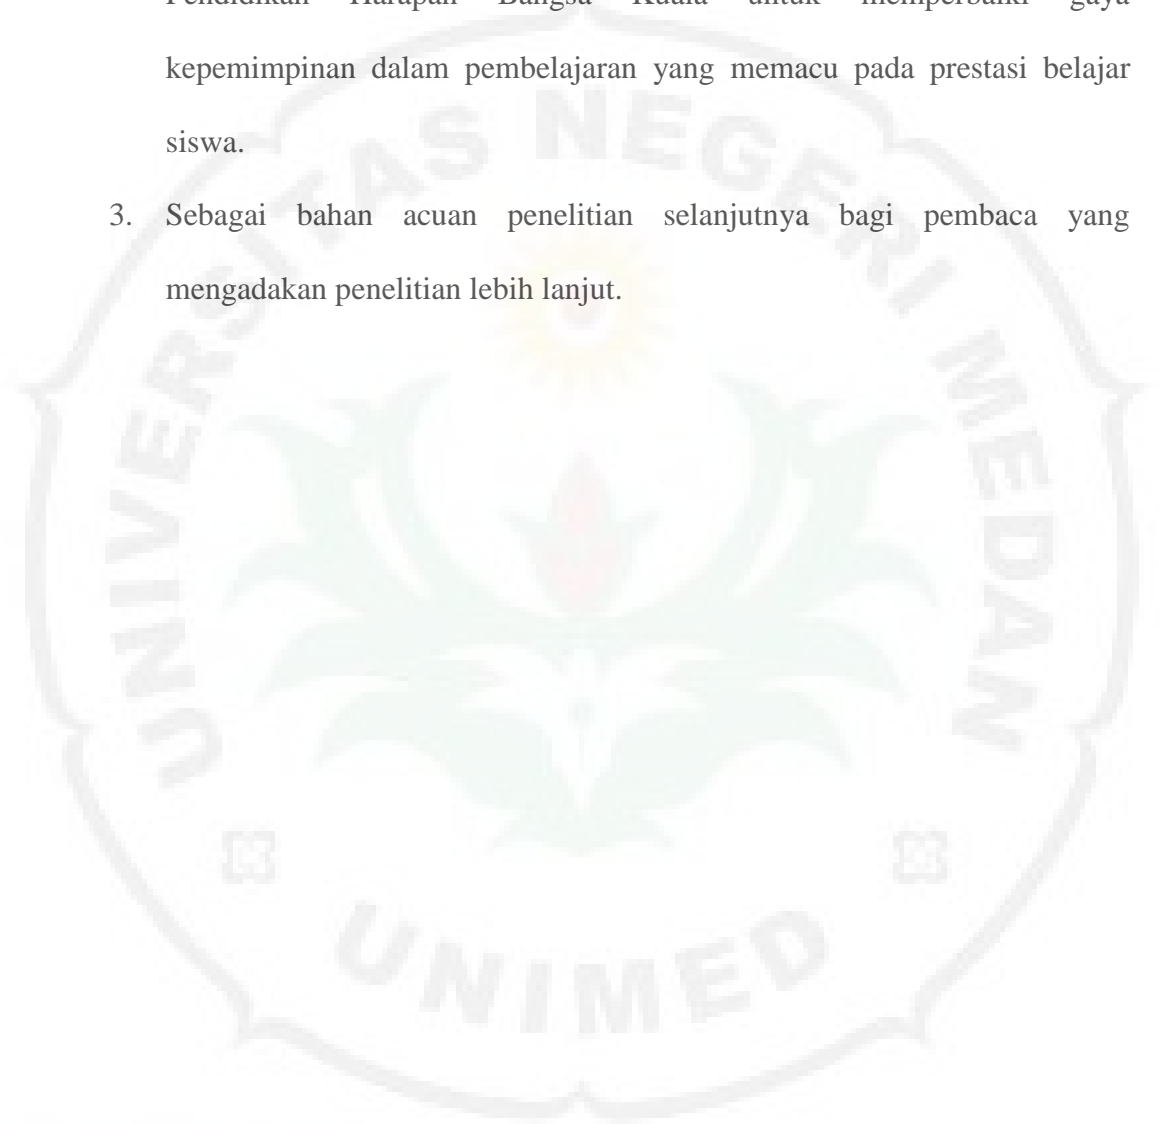 Pendidikan Harapan Bangsa Kuala untuk memperbaiki gaya
kepemimpinan dalam pembelajaran yang memacu pada prestasi belajar
siswa.
3. Sebagai bahan acuan penelitian selanjutnya bagi pembaca yang
mengadakan penelitian lebih lanjut.
UNIVERSITAS NEGERI MEDAN
UNIMED